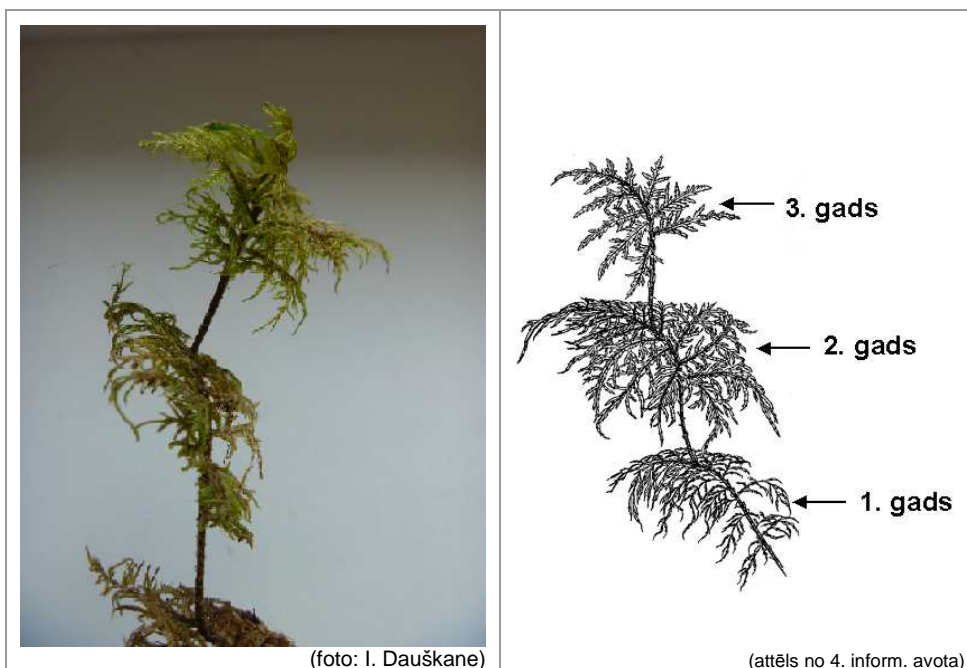 3. gads
2. gads
1. gads
(foto: I. Dauškane)
(attēls no 4. inform. avota)